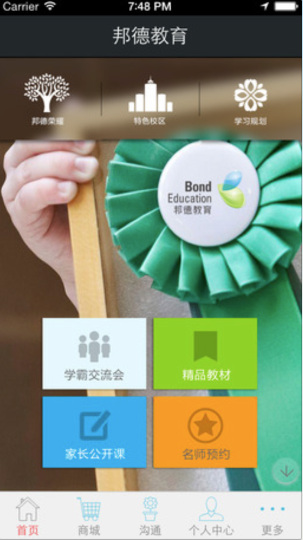 Carrier 7:48 PM
邦德教育
邦德荣耀 特色校区 学习规划
Bond
Education
邦德教育
学霸交流会 精品教材
家长公开课 名师预约
首页 商城 沟通 个人中心 更多